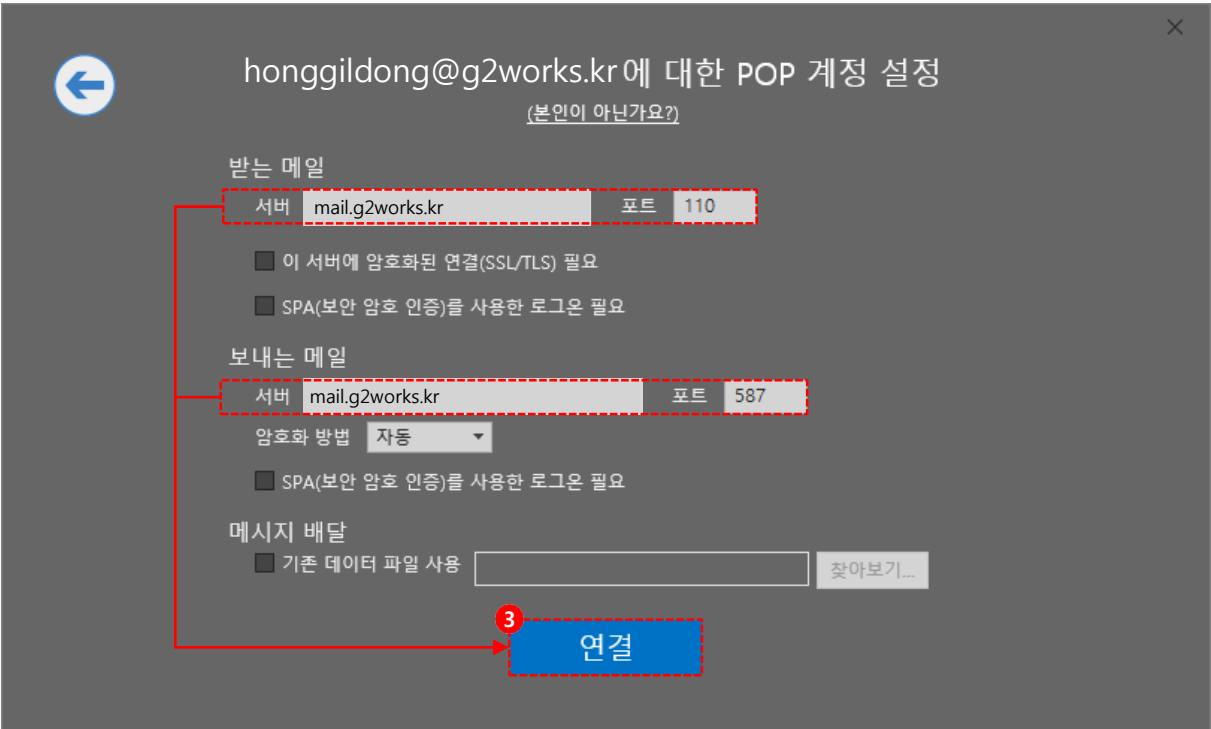 honggildong@g2works.kr에 대한 POP 계정 설정
(본인이 아닌가요?)
받는 메일
서버 mail.g2works.kr 포트 110
이 서버에 암호화된 연결(SSL/TLS) 필요
SPA(보안 암호 인증)를 사용한 로그온 필요
보내는 메일
서버 mail.g2works.kr 포트 587
암호화 방법 자동
SPA(보안 암호 인증)를 사용한 로그온 필요
메시지 배달
기존 데이터 파일 사용 찾아보기...
3
연결